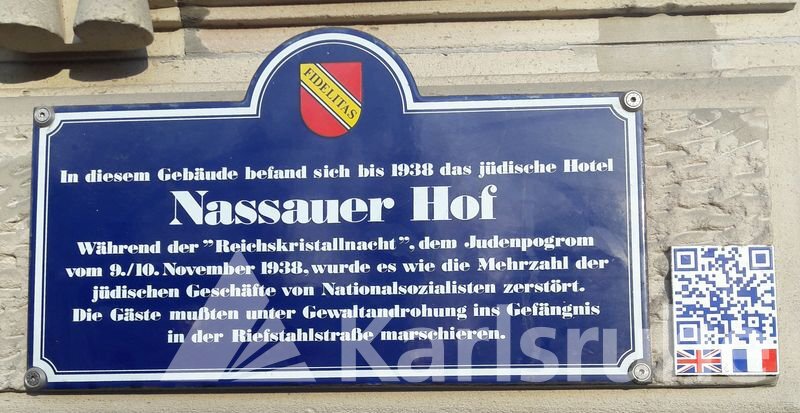 FIDELITAS
In diesem Gebäude befand sich bis 1938 das jüdische Hotel
Nassauer Hof
Während der "Reichskristallnacht", dem Judenpogrom
vom 9./10. November 1938, wurde es wie die Mehrzahl der
jüdischen Geschäfte von Nationalsozialisten zerstört.
Die Gäste mußten unter Gewaltandrohung ins Gefängnis
in der Riefstahlstraße marschieren.
Karlsruhe